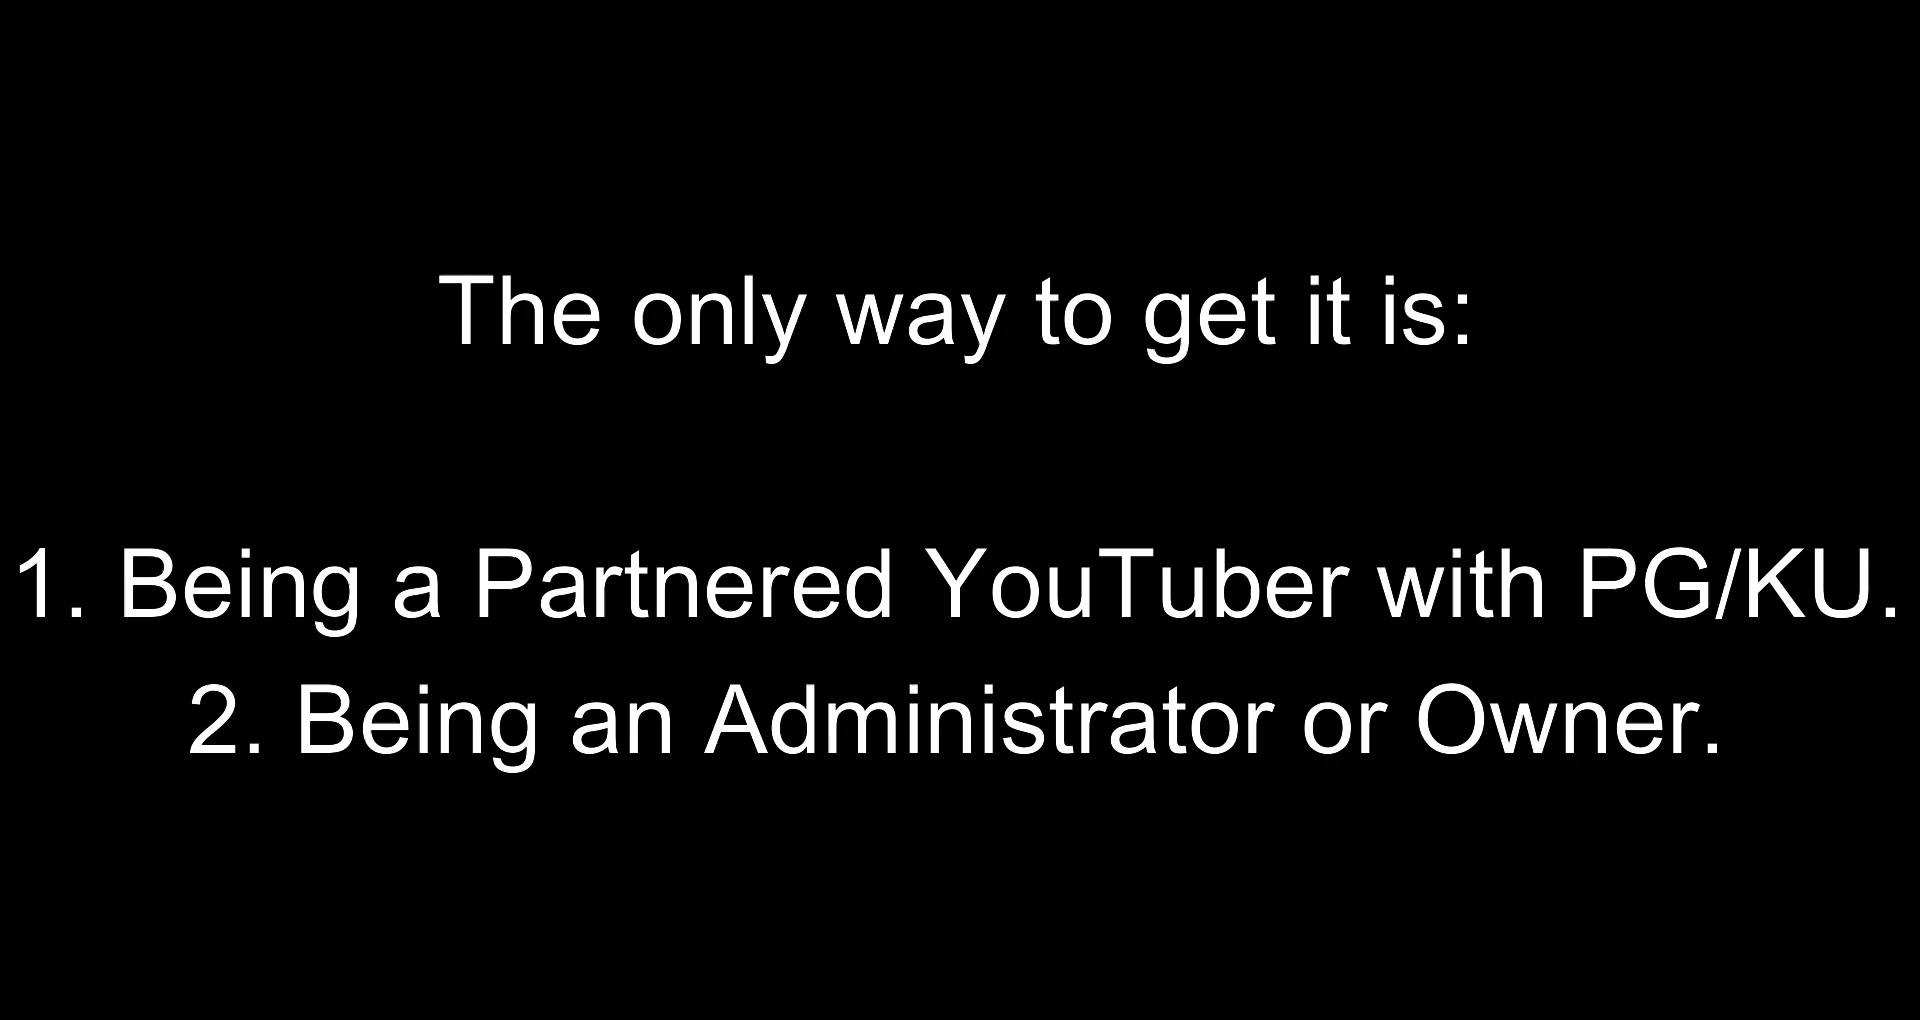 The only way to get it is:
1. Being a Partnered YouTuber with PG/KU.
2. Being an Administrator or Owner.